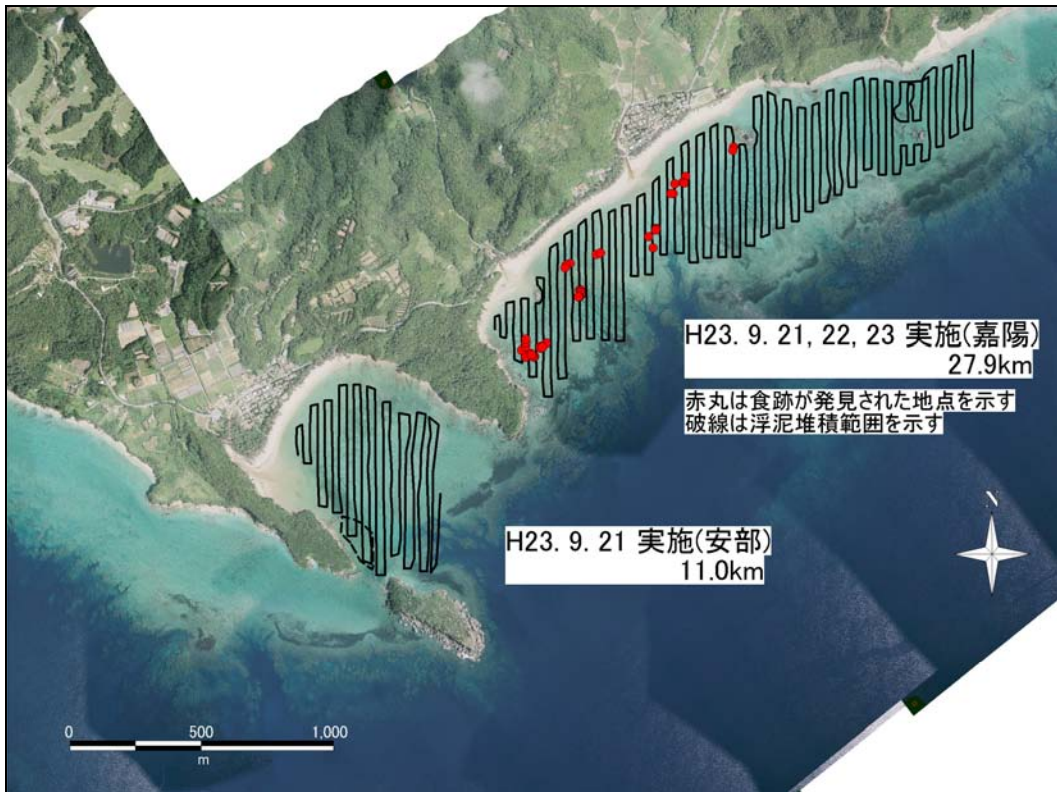 H23.9.21,22,23 実施(嘉陽)
27.9km
赤丸は食跡が発見された地点を示す
破線は浮泥堆積範囲を示す
H23.9.21 実施(安部)
11.0km
N
0 500 1,000
m